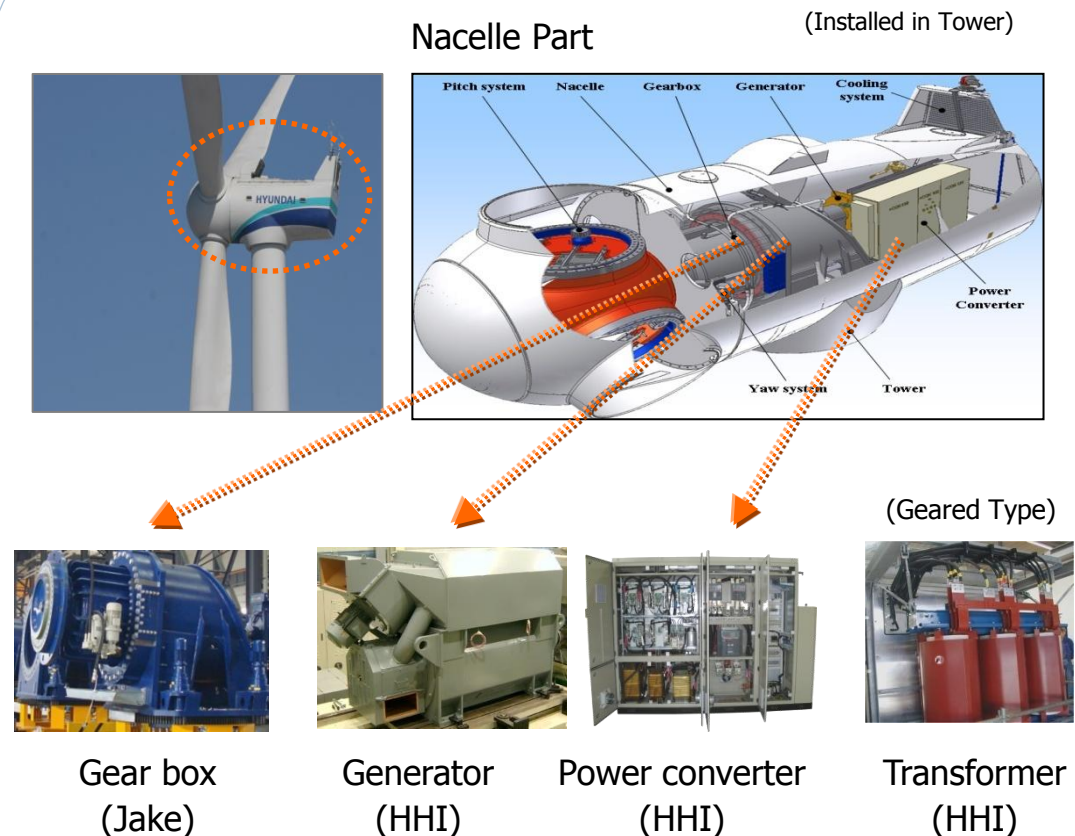 (Installed in Tower)
Nacelle Part
Pitch system
Nacelle
Gearbox
Generator
Cooling
system
HYUNDAI
Power
Converter
Yaw system
Tower
(Geared Type)
Gear box
(Jake)
Generator
(HHI)
Power converter
(HHI)
Transformer
(HHI)